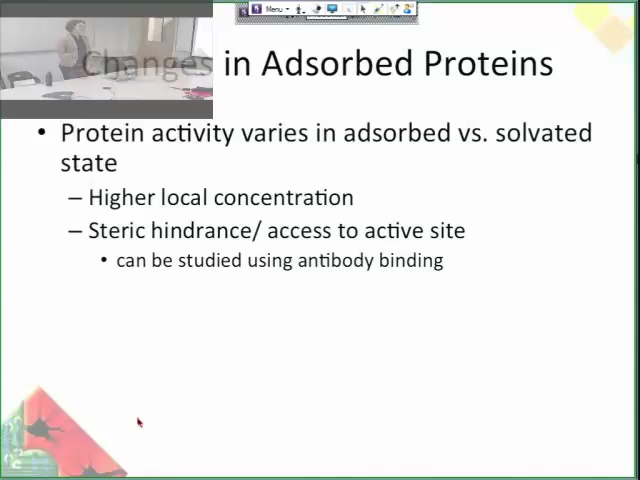 Menu
Changes in Adsorbed Proteins
• Protein activity varies in adsorbed vs. solvated
state
– Higher local concentration
– Steric hindrance/ access to active site
• can be studied using antibody binding